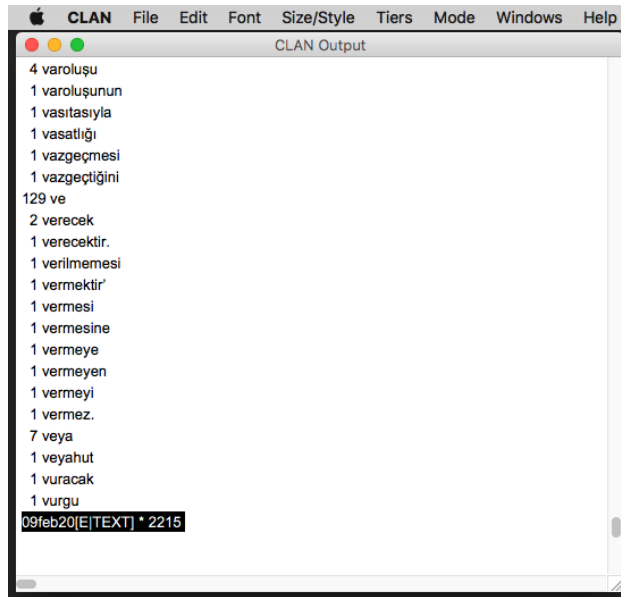 CLAN File Edit Font Size/Style Tiers Mode Windows Help
CLAN Output
4 varoluşu
1 varoluşunun
1 vasıtasıyla
1 vasatlığı
1 vazgeçmesi
1 vazgeçtiğini
129 ve
2 verecek
1 verecektir.
1 verilmemesi
1 vermektir’
1 vermesi
1 vermesine
1 vermeye
1 vermeyen
1 vermeyi
1 vermez.
7 veya
1 veyahut
1 vuracak
1 vurgu
09feb20[E|TEXT] * 2215